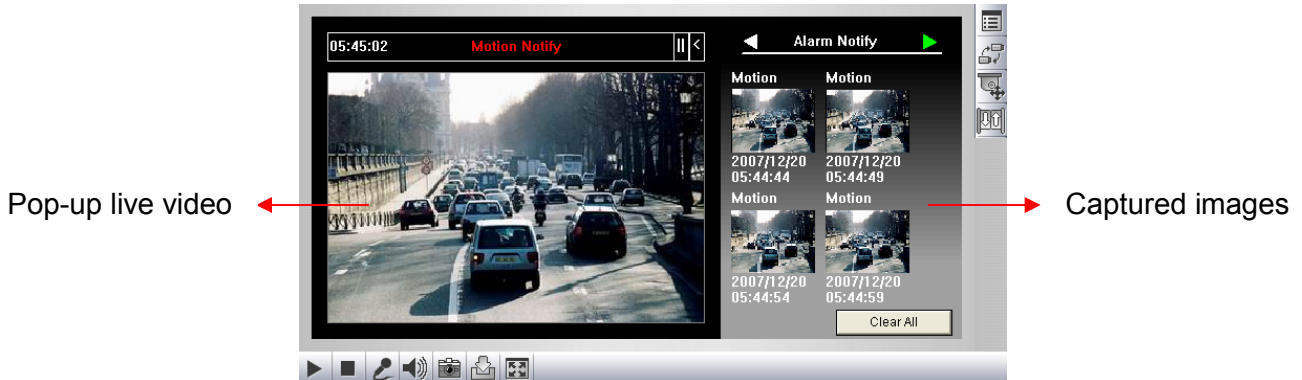 05:45:02 Motion Notify || <
Alarm Notify
Motion Motion
2007/12/20 2007/12/20
05:44:44 05:44:49
Motion Motion
2007/12/20 2007/12/20
05:44:54 05:44:59
Clear All
Pop-up live video
Captured images